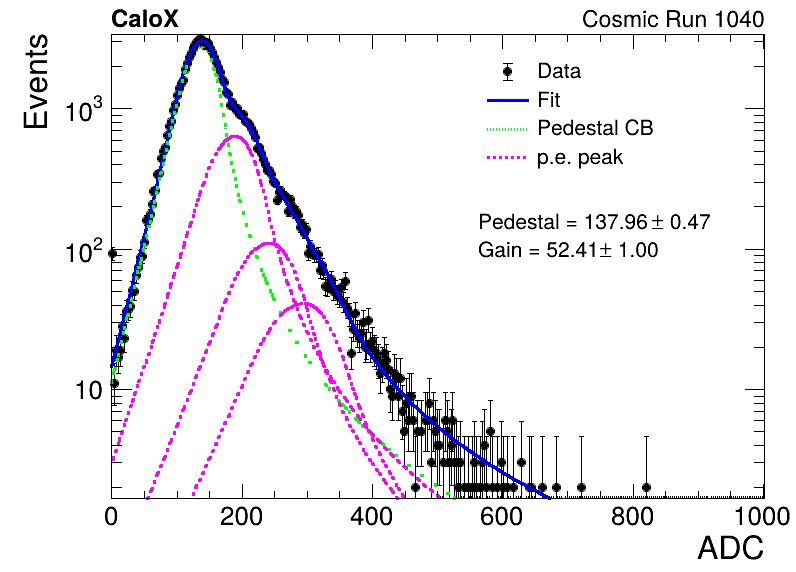 CaloX Cosmic Run 1040
Events
Data
Fit
Pedestal CB
p.e. peak
Pedestal = 137.96 ± 0.47
Gain = 52.41 ± 1.00
10³
10²
10
0 200 400 600 800 1000
ADC